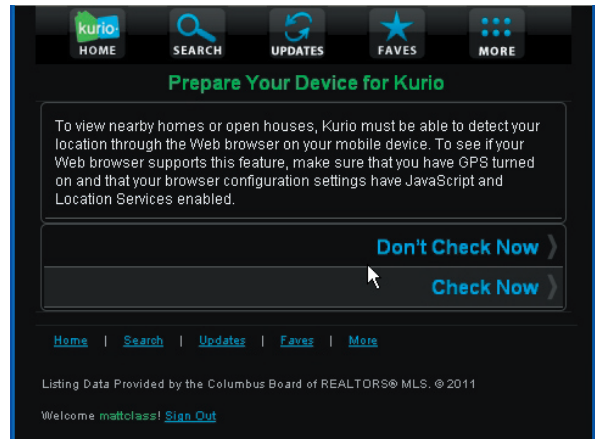 kurio
HOME SEARCH UPDATES FAVES MORE
Prepare Your Device for Kurio
To view nearby homes or open houses, Kurio must be able to detect your
location through the Web browser on your mobile device. To see if your
Web browser supports this feature, make sure that you have GPS turned
on and that your browser configuration settings have JavaScript and
Location Services enabled.
Don't Check Now
Check Now
Home | Search | Updates | Faves | More
Listing Data Provided by the Columbus Board of REALTORS® MLS. © 2011
Welcome mattclass! Sign Out